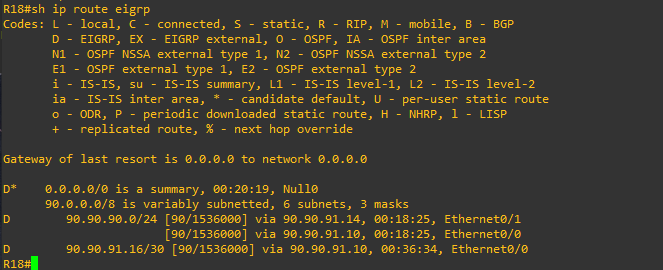 R18#sh ip route eigrp
Codes: L - local, C - connected, S - static, R - RIP, M - mobile, B - BGP
       D - EIGRP, EX - EIGRP external, O - OSPF, IA - OSPF inter area
       N1 - OSPF NSSA external type 1, N2 - OSPF NSSA external type 2
       E1 - OSPF external type 1, E2 - OSPF external type 2
       i - IS-IS, su - IS-IS summary, L1 - IS-IS level-1, L2 - IS-IS level-2
       ia - IS-IS inter area, * - candidate default, U - per-user static route
       o - ODR, P - periodic downloaded static route, H - NHRP, l - LISP
       + - replicated route, % - next hop override

Gateway of last resort is 0.0.0.0 to network 0.0.0.0

D*    0.0.0.0/0 is a summary, 00:20:19, Null0
      90.0.0.0/8 is variably subnetted, 6 subnets, 3 masks
D        90.90.90.0/24 [90/1536000] via 90.90.91.14, 00:18:25, Ethernet0/1
                       [90/1536000] via 90.90.91.10, 00:18:25, Ethernet0/0
D        90.90.91.16/30 [90/1536000] via 90.90.91.10, 00:36:34, Ethernet0/0
R18#